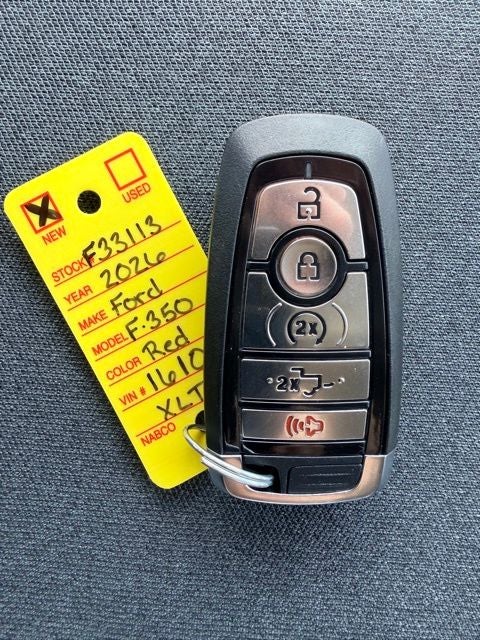 NEW
USED
STOCK F33113
YEAR 2026
MAKE Ford
MODEL F-350
COLOR Red
VIN # 1610
XLT
NABCO
2x
2x